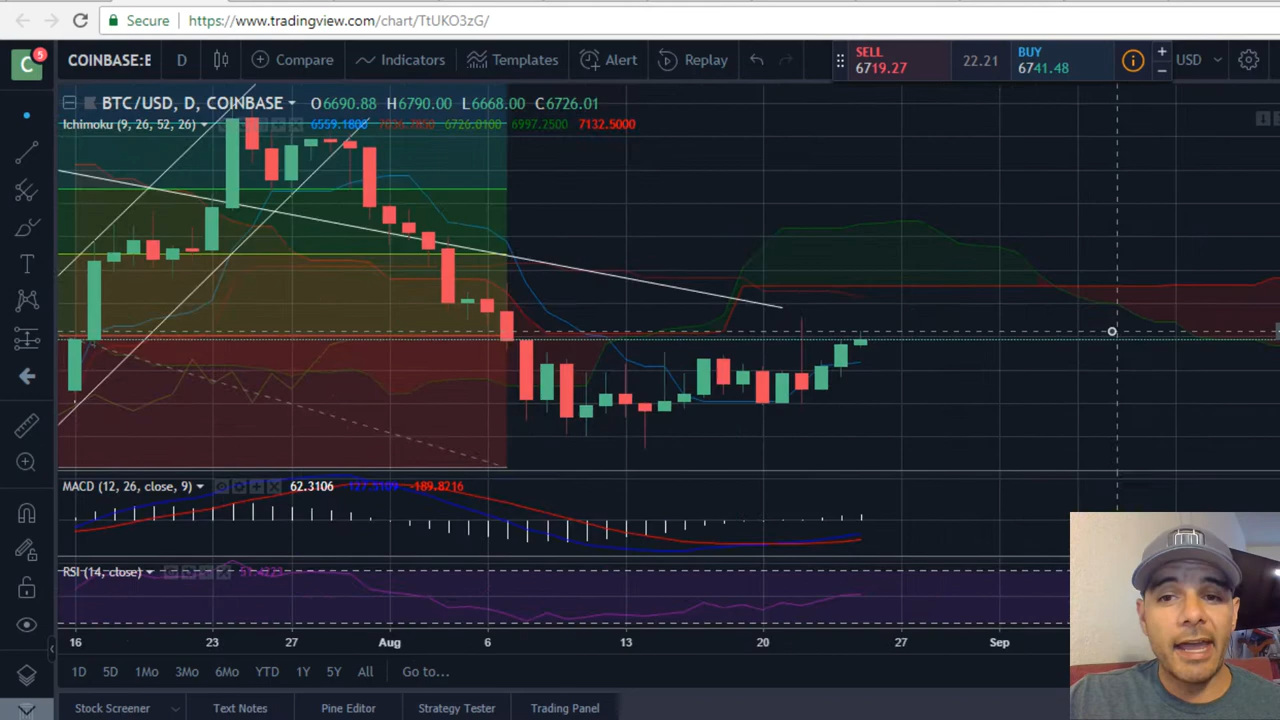 Secure https://www.tradingview.com/chart/TtUKO3zG/
C 5 COINBASE:E D Compare Indicators Templates Alert Replay SELL 6719.27 22.21 BUY 6741.48 + − USD
BTC/USD, D, COINBASE O6690.88 H6790.00 L6668.00 C6726.01
Ichimoku (9, 26, 52, 26) 6559.1800 6726.0100 6997.2500 7132.5000
MACD (12, 26, close, 9) 62.3106 -189.8216
RSI (14, close)
16 23 27 Aug 6 13 20 27 Sep
1D 5D 1Mo 3Mo 6Mo YTD 1Y 5Y All Go to...
Stock Screener Text Notes Pine Editor Strategy Tester Trading Panel